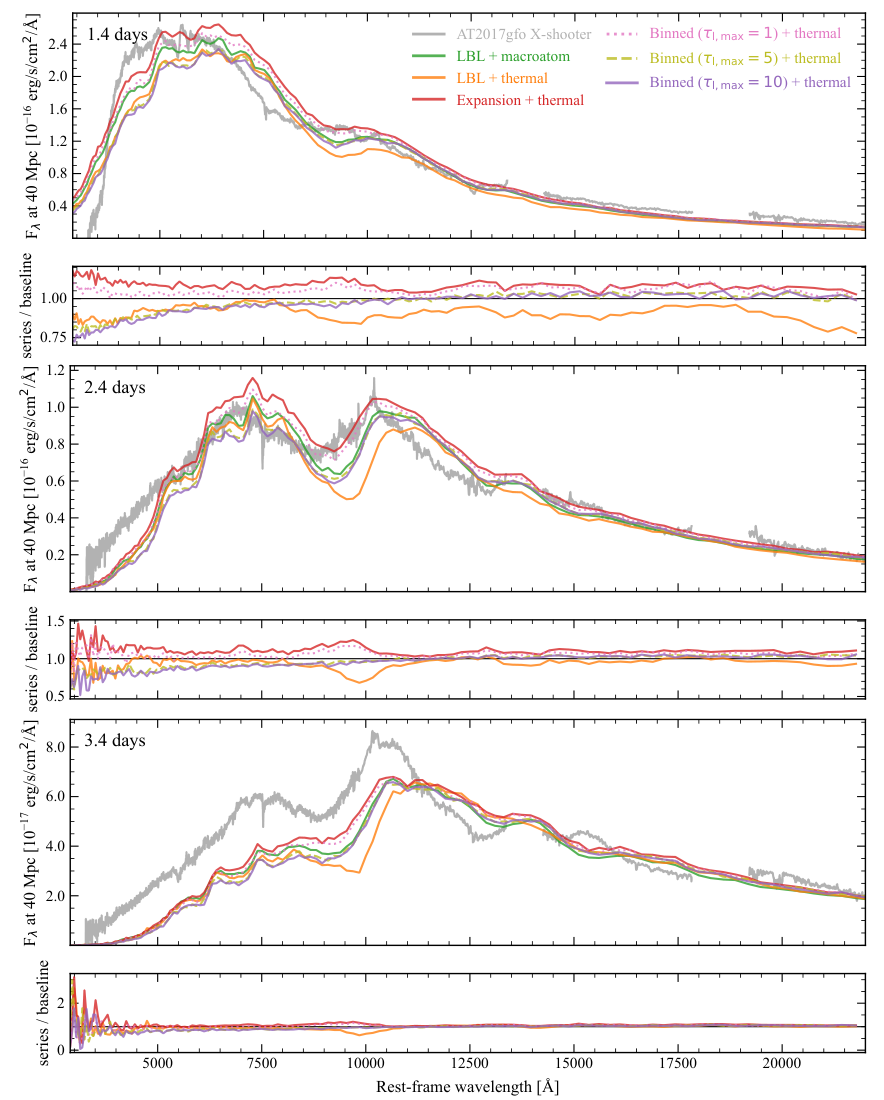 1.4 days
AT2017gfo X-shooter
LBL + macroatom
LBL + thermal
Expansion + thermal
Binned (τl, max = 1) + thermal
Binned (τl, max = 5) + thermal
Binned (τl, max = 10) + thermal
Fλ at 40 Mpc [10⁻¹⁶ erg/s/cm²/Å]
2.4
2.0
1.6
1.2
0.8
0.4
series / baseline
1.00
0.75
2.4 days
Fλ at 40 Mpc [10⁻¹⁶ erg/s/cm²/Å]
1.2
1.0
0.8
0.6
0.4
0.2
series / baseline
1.5
1.0
0.5
3.4 days
Fλ at 40 Mpc [10⁻¹⁷ erg/s/cm²/Å]
8.0
6.0
4.0
2.0
series / baseline
2
0
5000 7500 10000 12500 15000 17500 20000
Rest-frame wavelength [Å]